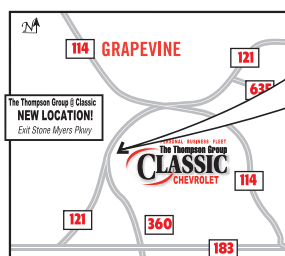 N
114
GRAPEVINE
121
635
The Thompson Group @ Classic
NEW LOCATION!
Exit Stone Myers Pkwy
PERSONAL · BUSINESS · FLEET
The Thompson Group
CLASSIC
CHEVROLET
114
121
360
183